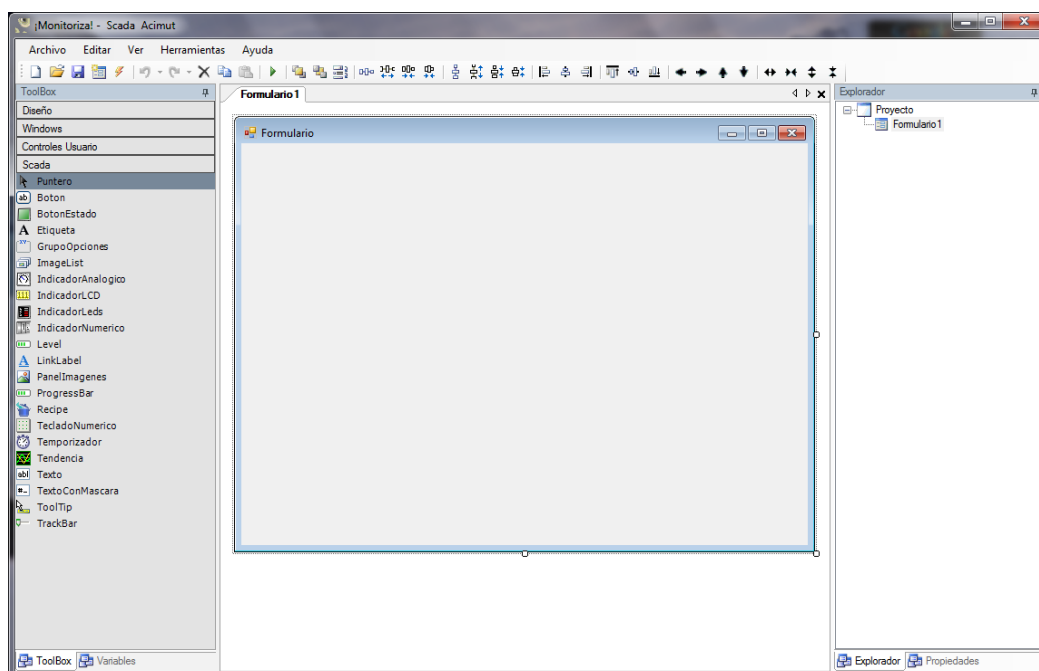 ¡Monitoriza! - Scada Acimut
Archivo Editar Ver Herramientas Ayuda
ToolBox
Diseño
Windows
Controles Usuario
Scada
Puntero
Boton
BotonEstado
Etiqueta
GrupoOpciones
ImageList
IndicadorAnalogico
IndicadorLCD
IndicadorLeds
IndicadorNumerico
Level
LinkLabel
PanelImagenes
ProgressBar
Recipe
TecladoNumerico
Temporizador
Tendencia
Texto
TextoConMascara
ToolTip
TrackBar
ToolBox Variables
Formulario1
Formulario
Explorador
Proyecto
Formulario1
Explorador Propiedades